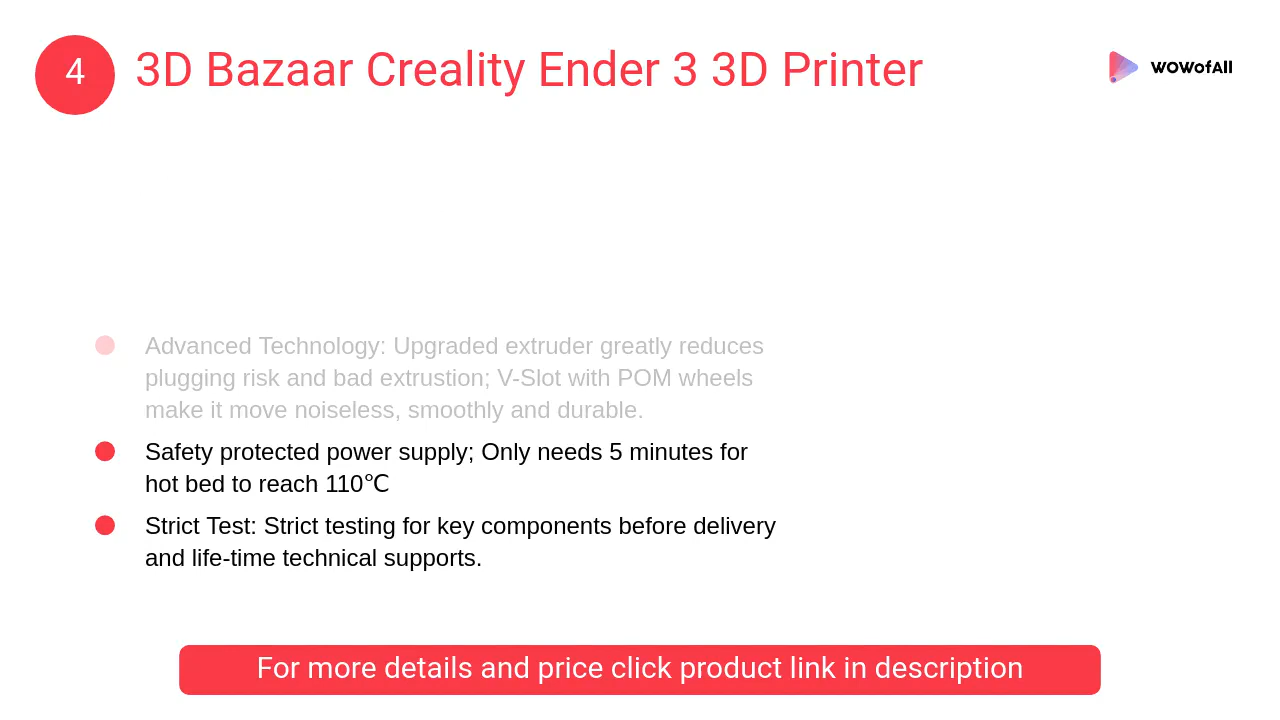 4
3D Bazaar Creality Ender 3 3D Printer
WOWofAll
Advanced Technology: Upgraded extruder greatly reduces
plugging risk and bad extrustion; V-Slot with POM wheels
make it move noiseless, smoothly and durable.
Safety protected power supply; Only needs 5 minutes for
hot bed to reach 110℃
Strict Test: Strict testing for key components before delivery
and life-time technical supports.
For more details and price click product link in description